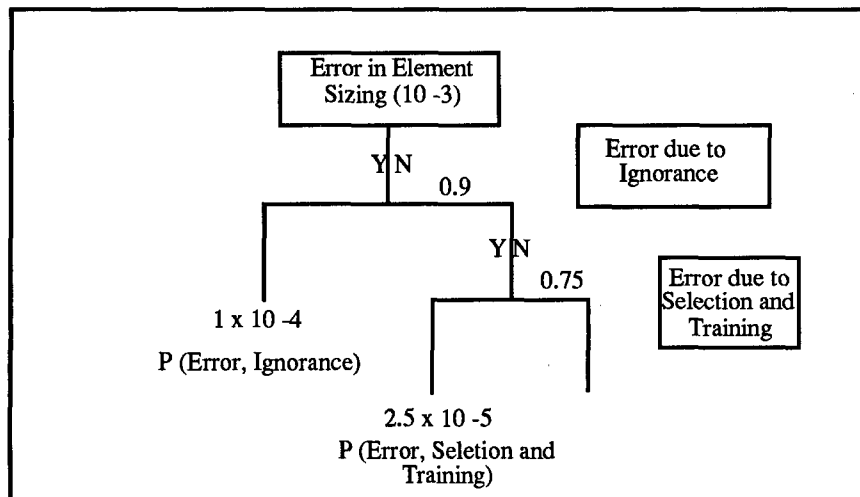 Error in Element
Sizing (10 -3)
Error due to
Ignorance
Y N
0.9
Y N
0.75
Error due to
Selection and
Training
1 x 10 -4
P (Error, Ignorance)
2.5 x 10 -5
P (Error, Seletion and
Training)